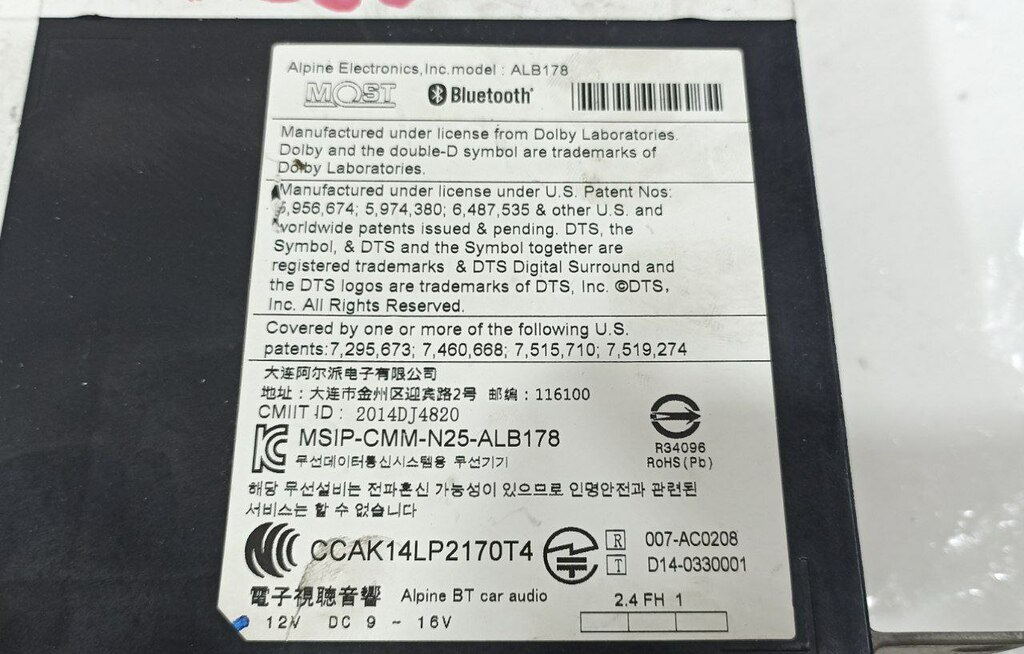 Alpine Electronics,Inc.model : ALB178
MOST Bluetooth®
Manufactured under license from Dolby Laboratories.
Dolby and the double-D symbol are trademarks of
Dolby Laboratories.
Manufactured under license under U.S. Patent Nos:
5,956,674; 5,974,380; 6,487,535 & other U.S. and
worldwide patents issued & pending. DTS, the
Symbol, & DTS and the Symbol together are
registered trademarks & DTS Digital Surround and
the DTS logos are trademarks of DTS, Inc. ©DTS,
Inc. All Rights Reserved.
Covered by one or more of the following U.S.
patents:7,295,673; 7,460,668; 7,515,710; 7,519,274
大连阿尔派电子有限公司
地址：大连市金州区迎宾路2号 邮编：116100
CMIIT ID: 2014DJ4820
MSIP-CMM-N25-ALB178
무선데이터통신시스템용 무선기기
R34096
RoHS(Pb)
해당 무선설비는 전파혼신 가능성이 있으므로 인명안전과 관련된
서비스는 할 수 없습니다
CCAK14LP2170T4
R 007-AC0208
T D14-0330001
電子視聽音響 Alpine BT car audio
2.4 FH 1
12V DC 9 ~ 16V